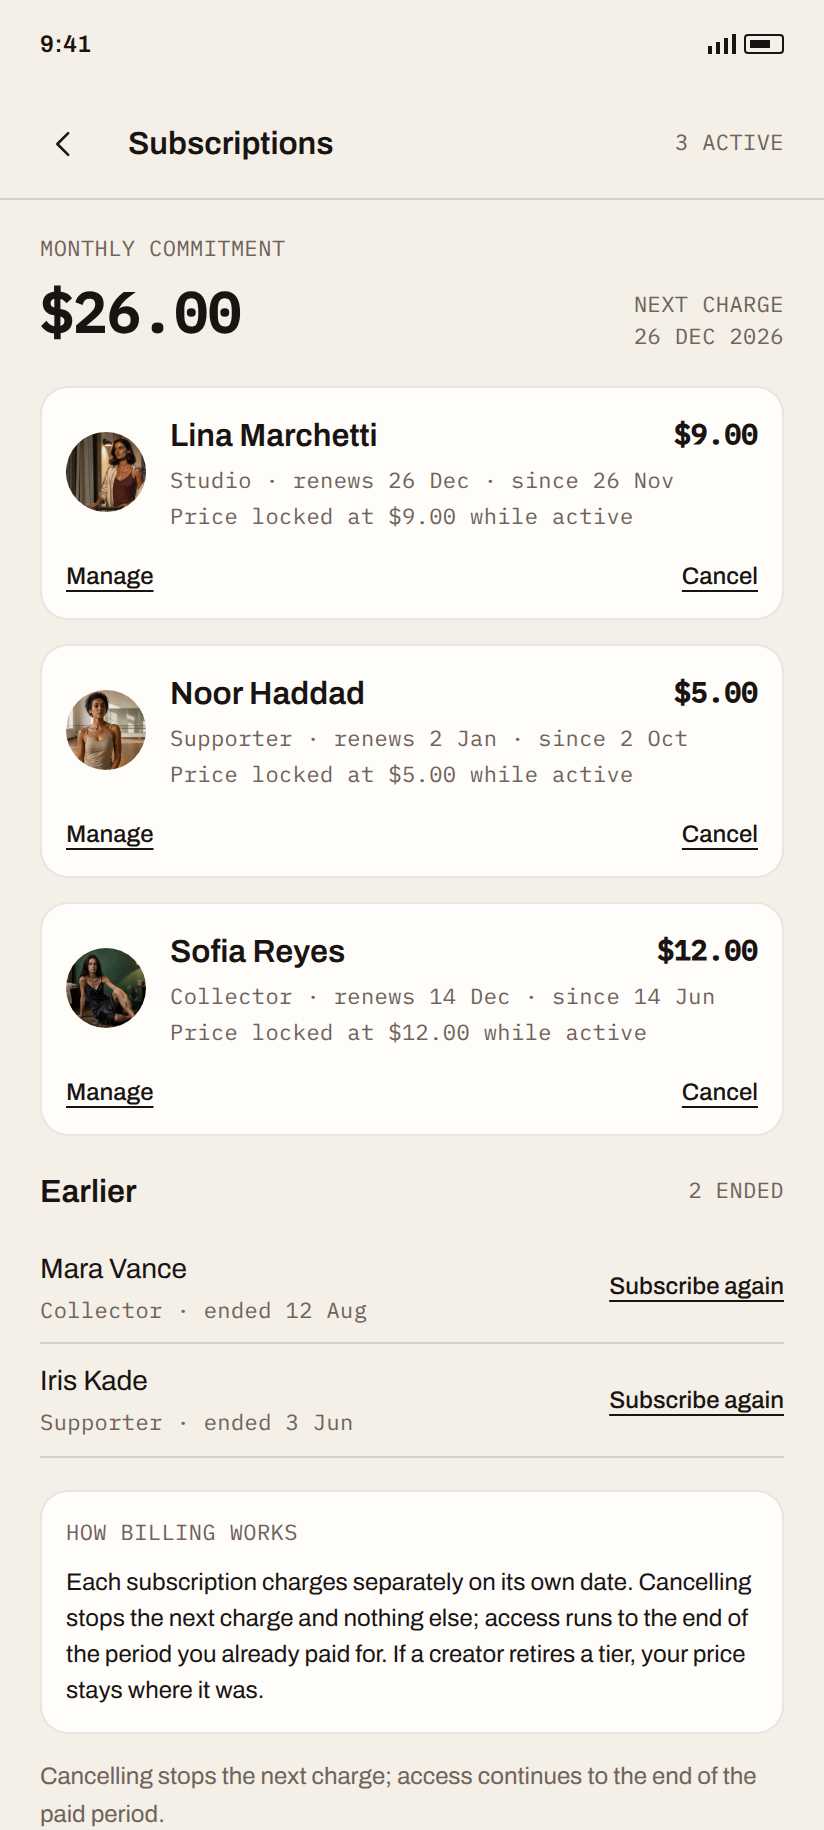 9:41
Subscriptions
3 ACTIVE
MONTHLY COMMITMENT
$26.00
NEXT CHARGE
26 DEC 2026
Lina Marchetti
$9.00
Studio · renews 26 Dec · since 26 Nov
Price locked at $9.00 while active
Manage
Cancel
Noor Haddad
$5.00
Supporter · renews 2 Jan · since 2 Oct
Price locked at $5.00 while active
Manage
Cancel
Sofia Reyes
$12.00
Collector · renews 14 Dec · since 14 Jun
Price locked at $12.00 while active
Manage
Cancel
Earlier
2 ENDED
Mara Vance
Collector · ended 12 Aug
Subscribe again
Iris Kade
Supporter · ended 3 Jun
Subscribe again
HOW BILLING WORKS
Each subscription charges separately on its own date. Cancelling
stops the next charge and nothing else; access runs to the end of
the period you already paid for. If a creator retires a tier, your price
stays where it was.
Cancelling stops the next charge; access continues to the end of the
paid period.